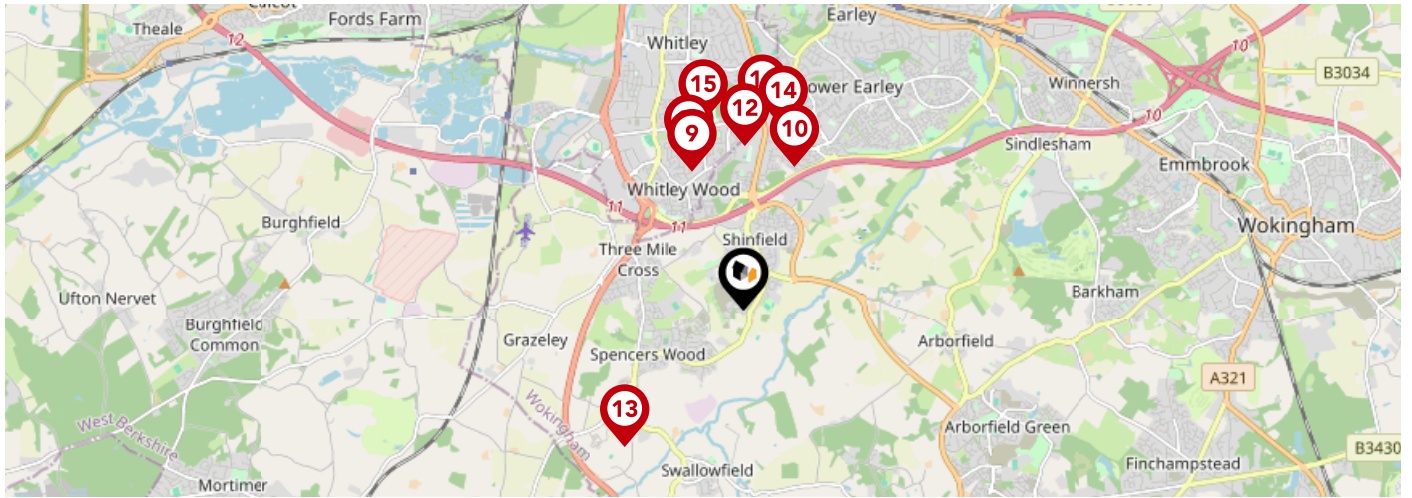 Theale
Fords Farm
Earley
Whitley
12
10
B3034
Winnersh
15
14
12
ower Earley
9
10
10
Sindlesham
Emmbrook
Whitley Wood
11
11
Burghfield
Shinfield
Wokingham
Three Mile
Cross
Ufton Nervet
Barkham
Burghfield
Common
Grazeley
Arborfield
Spencers Wood
A321
13
Wokingham
West Berkshire
Arborfield Green
B3430
Swallowfield
Finchampstead
Mortimer